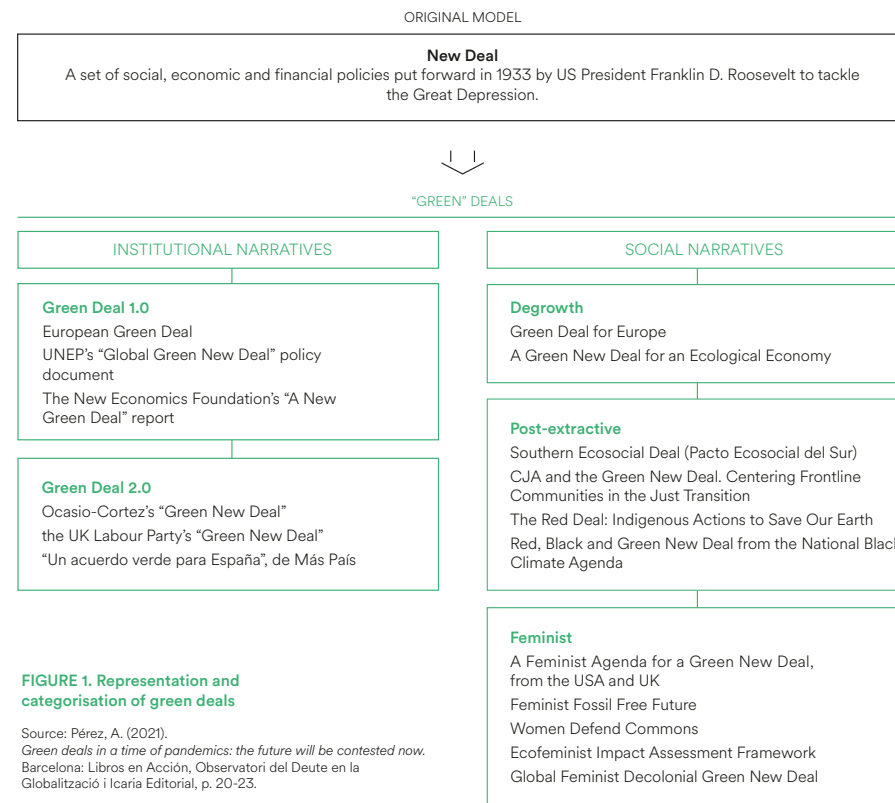 ORIGINAL MODEL
New Deal
A set of social, economic and financial policies put forward in 1933 by US President Franklin D. Roosevelt to tackle
the Great Depression.
“GREEN” DEALS
INSTITUTIONAL NARRATIVES
Green Deal 1.0
European Green Deal
UNEP’s “Global Green New Deal” policy
document
The New Economics Foundation’s “A New
Green Deal” report
Green Deal 2.0
Ocasio-Cortez’s “Green New Deal”
the UK Labour Party’s “Green New Deal”
“Un acuerdo verde para España”, de Más País
SOCIAL NARRATIVES
Degrowth
Green Deal for Europe
A Green New Deal for an Ecological Economy
Post-extractive
Southern Ecosocial Deal (Pacto Ecosocial del Sur)
CJA and the Green New Deal. Centering Frontline
Communities in the Just Transition
The Red Deal: Indigenous Actions to Save Our Earth
Red, Black and Green New Deal from the National Black
Climate Agenda
Feminist
A Feminist Agenda for a Green New Deal,
from the USA and UK
Feminist Fossil Free Future
Women Defend Commons
Ecofeminist Impact Assessment Framework
Global Feminist Decolonial Green New Deal
FIGURE 1. Representation and
categorisation of green deals
Source: Pérez, A. (2021).
Green deals in a time of pandemics: the future will be contested now.
Barcelona: Libros en Acción, Observatori del Deute en la
Globalització i Icaria Editorial, p. 20-23.